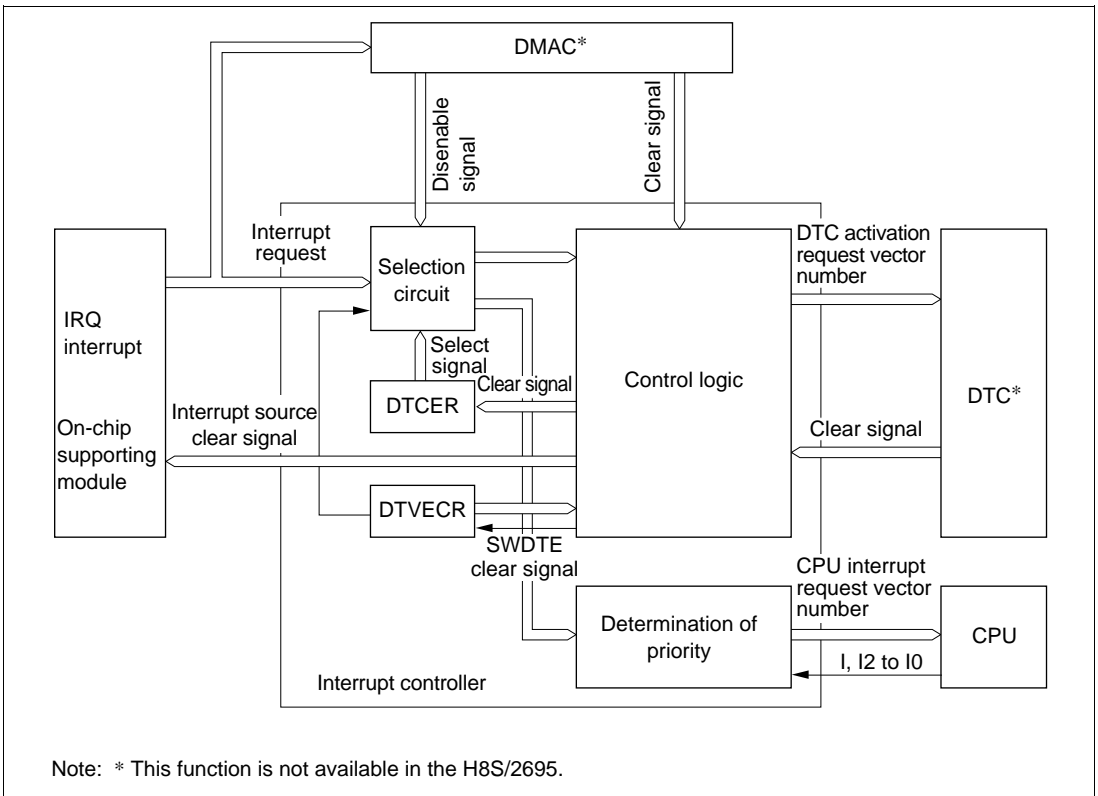 DMAC*
Disenable
signal
Clear signal
Interrupt
request
Selection
circuit
DTC activation
request vector
number
IRQ
interrupt
Select
signal
Clear signal
Control logic
DTC*
DTCER
Interrupt source
clear signal
Clear signal
On-chip
supporting
module
DTVECR
SWDTE
clear signal
CPU interrupt
request vector
number
Determination of
priority
CPU
I, I2 to I0
Interrupt controller
Note: * This function is not available in the H8S/2695.